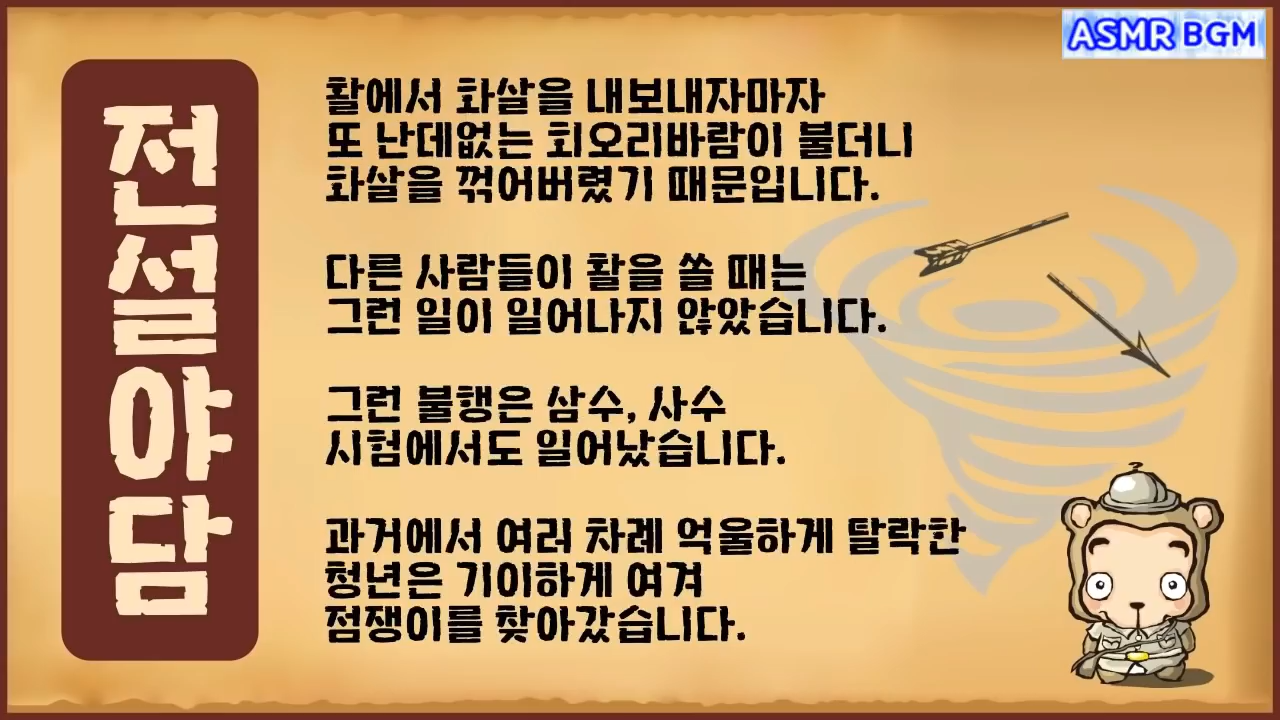 ASMR BGM
전설야담
활에서 화살을 내보내자마자
또 난데없는 회오리바람이 불더니
화살을 꺾어버렸기 때문입니다.
다른 사람들이 활을 쏠 때는
그런 일이 일어나지 않았습니다.
그런 불행은 삼수, 사수
시험에서도 일어났습니다.
과거에서 여러 차례 억울하게 탈락한
청년은 기이하게 여겨
점쟁이를 찾아갔습니다.